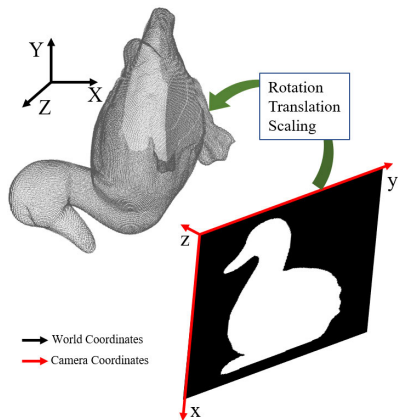 Y
X
Z
Rotation
Translation
Scaling
y
z
x
World Coordinates
Camera Coordinates